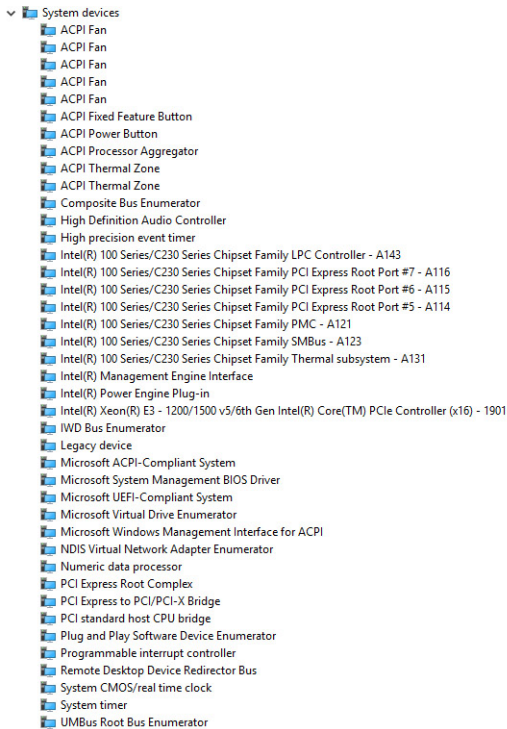 System devices
ACPI Fan
ACPI Fan
ACPI Fan
ACPI Fan
ACPI Fan
ACPI Fixed Feature Button
ACPI Power Button
ACPI Processor Aggregator
ACPI Thermal Zone
ACPI Thermal Zone
Composite Bus Enumerator
High Definition Audio Controller
High precision event timer
Intel(R) 100 Series/C230 Series Chipset Family LPC Controller - A143
Intel(R) 100 Series/C230 Series Chipset Family PCI Express Root Port #7 - A116
Intel(R) 100 Series/C230 Series Chipset Family PCI Express Root Port #6 - A115
Intel(R) 100 Series/C230 Series Chipset Family PCI Express Root Port #5 - A114
Intel(R) 100 Series/C230 Series Chipset Family PMC - A121
Intel(R) 100 Series/C230 Series Chipset Family SMBus - A123
Intel(R) 100 Series/C230 Series Chipset Family Thermal subsystem - A131
Intel(R) Management Engine Interface
Intel(R) Power Engine Plug-in
Intel(R) Xeon(R) E3 - 1200/1500 v5/6th Gen Intel(R) Core(TM) PCIe Controller (x16) - 1901
IWD Bus Enumerator
Legacy device
Microsoft ACPI-Compliant System
Microsoft System Management BIOS Driver
Microsoft UEFI-Compliant System
Microsoft Virtual Drive Enumerator
Microsoft Windows Management Interface for ACPI
NDIS Virtual Network Adapter Enumerator
Numeric data processor
PCI Express Root Complex
PCI Express to PCI/PCI-X Bridge
PCI standard host CPU bridge
Plug and Play Software Device Enumerator
Programmable interrupt controller
Remote Desktop Device Redirector Bus
System CMOS/real time clock
System timer
UMBus Root Bus Enumerator